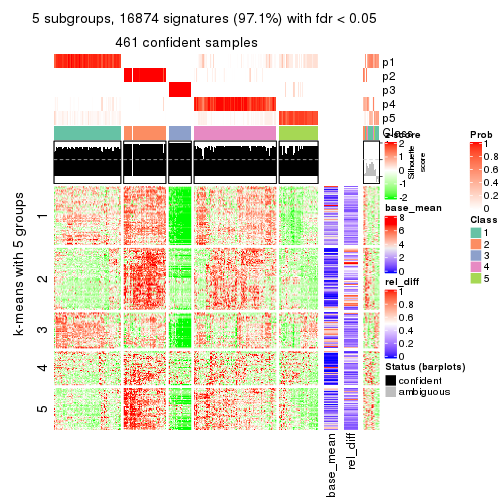 5 subgroups, 16874 signatures (97.1%) with fdr < 0.05
461 confident samples
p1
p2
p3
p4
p5
Class
z-score
2
1
0
-1
-2
Silhouette
score
Prob
1
0.8
0.6
0.4
0.2
0
base_mean
8
6
4
2
0
Class
1
2
3
4
5
rel_diff
1
0.8
0.6
0.4
0.2
0
Status (barplots)
confident
ambiguous
k-means with 5 groups
1
2
3
4
5
base_mean
rel_diff